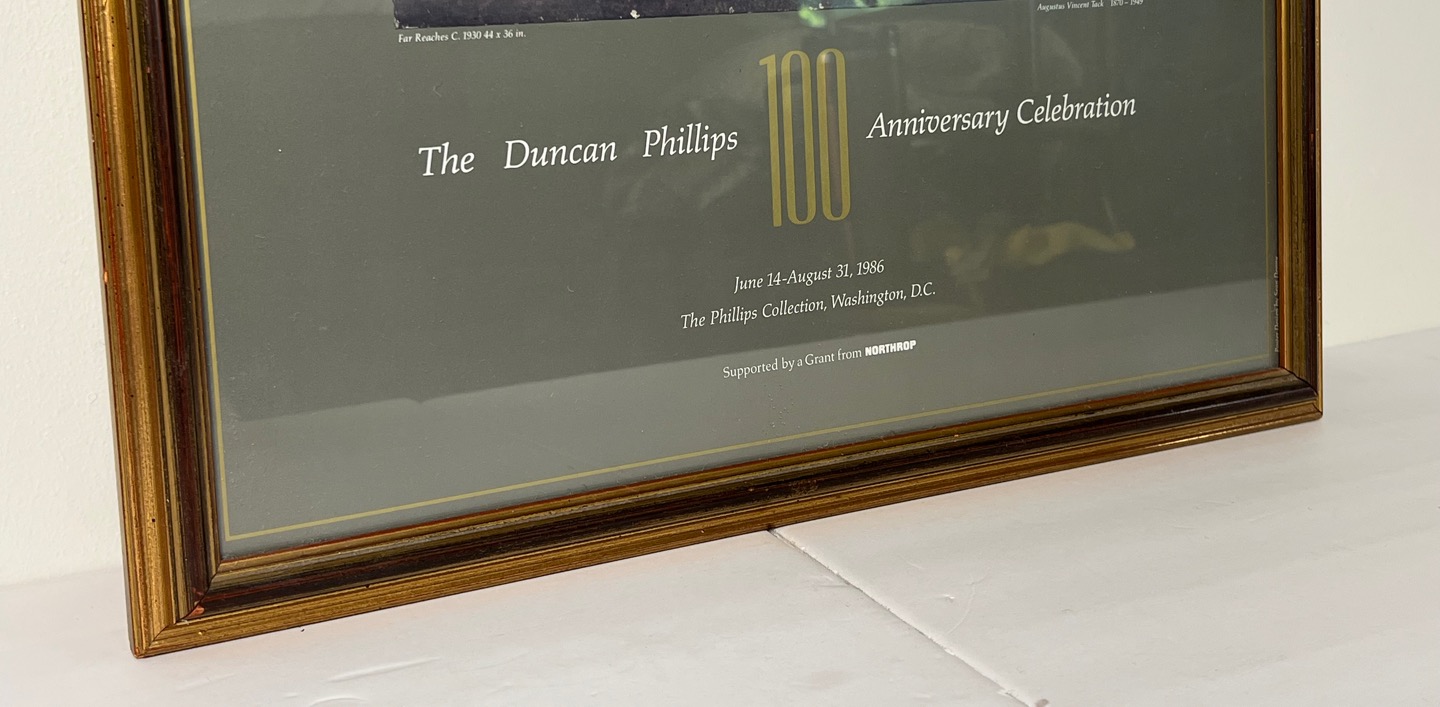 Far Reaches C. 1930 44 x 36 in.
Augustus Vincent Tack 1870 – 1949
The Duncan Phillips 100 Anniversary Celebration
June 14-August 31, 1986
The Phillips Collection, Washington, D.C.
Supported by a Grant from NORTHROP